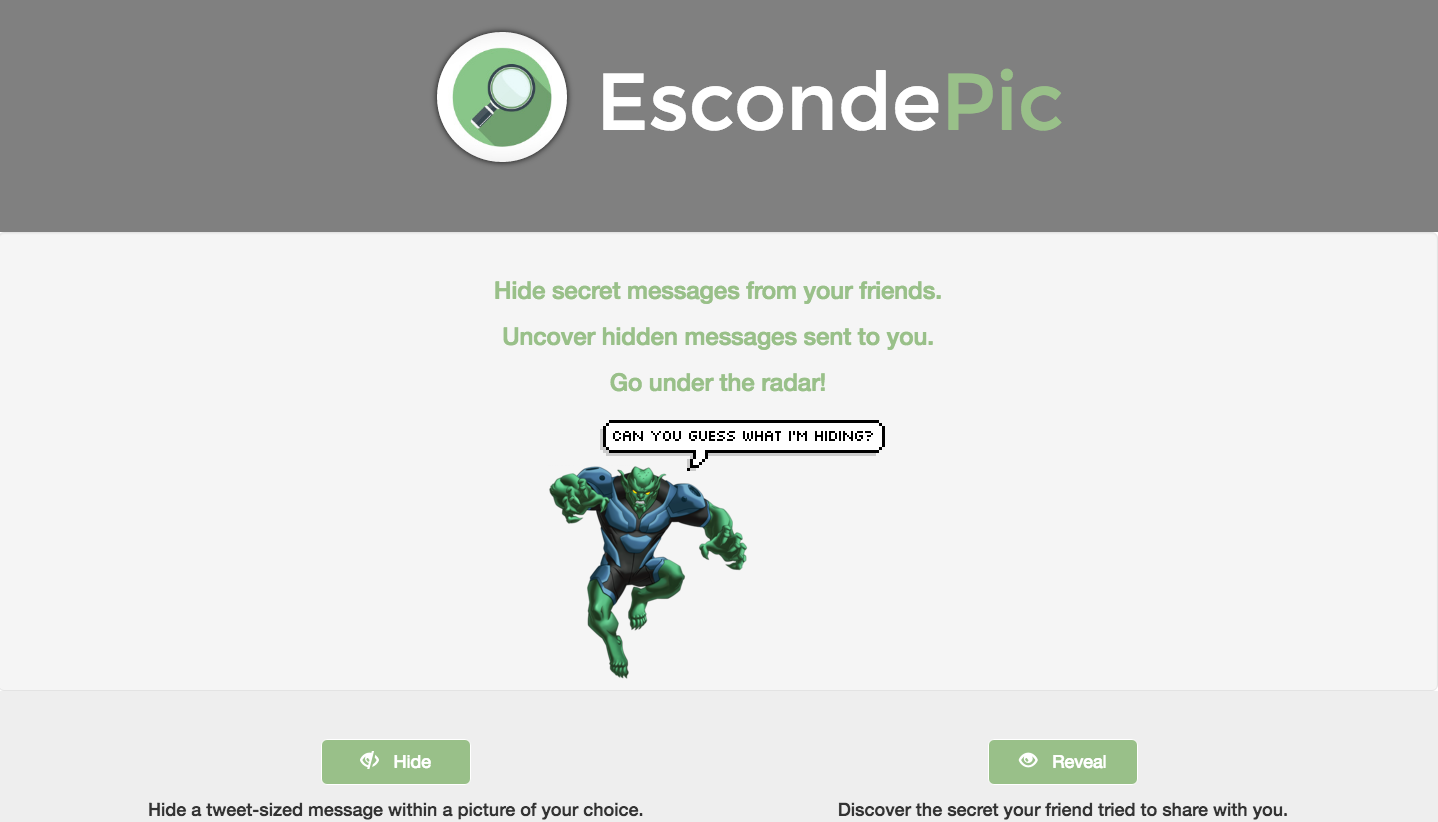 EscondePic
Hide secret messages from your friends.
Uncover hidden messages sent to you.
Go under the radar!
CAN YOU GUESS WHAT I'M HIDING?
Hide
Reveal
Hide a tweet-sized message within a picture of your choice.
Discover the secret your friend tried to share with you.